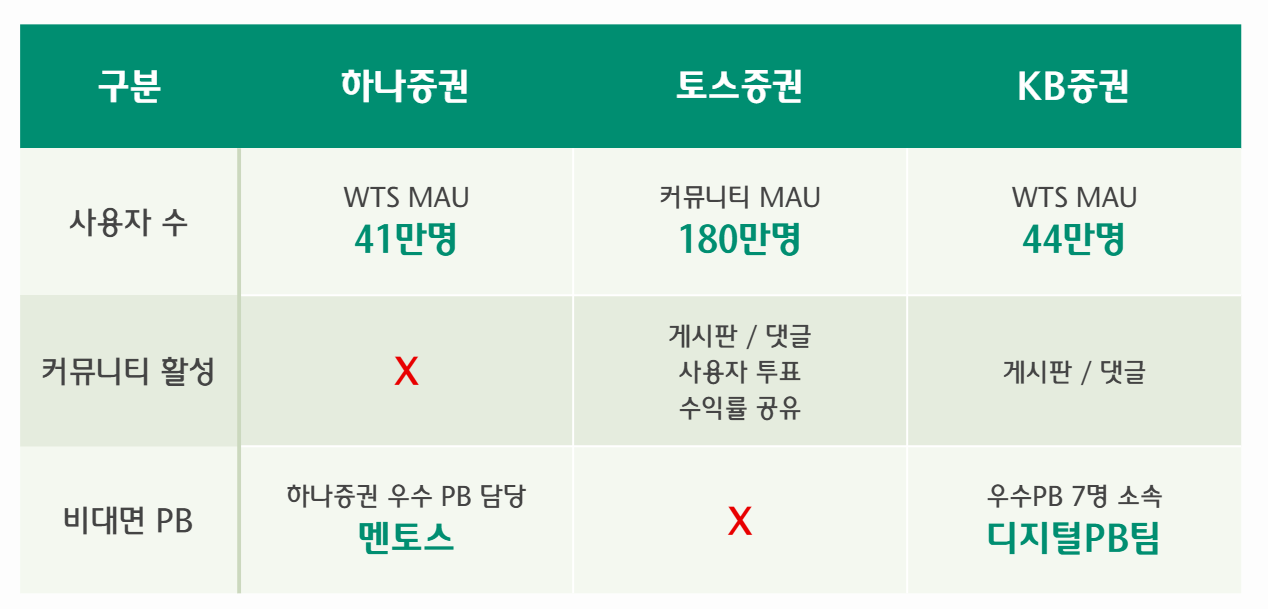 구분
하나증권
토스증권
KB증권
사용자 수
WTS MAU
41만명
커뮤니티 MAU
180만명
WTS MAU
44만명
커뮤니티 활성
X
게시판 / 댓글
사용자 투표
수익률 공유
게시판 / 댓글
비대면 PB
하나증권 우수 PB 담당
멘토스
X
우수PB 7명 소속
디지털PB팀